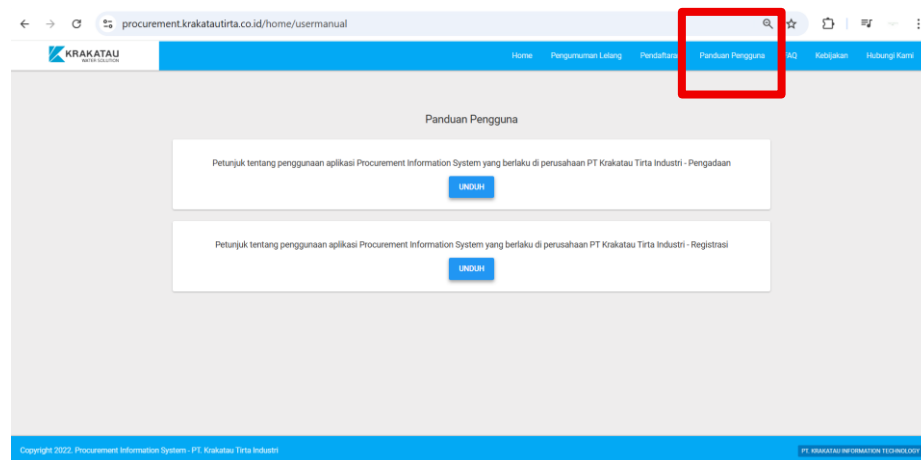 procurement.krakatautirta.co.id/home/usermanual
KRAKATAU
WATER SOLUTION
Home Pengumuman Lelang Pendaftaran Panduan Pengguna FAQ Kebijakan Hubungi Kami
Panduan Pengguna
Petunjuk tentang penggunaan aplikasi Procurement Information System yang berlaku di perusahaan PT Krakatau Tirta Industri - Pengadaan
UNDUH
Petunjuk tentang penggunaan aplikasi Procurement Information System yang berlaku di perusahaan PT Krakatau Tirta Industri - Registrasi
UNDUH
Copyright 2022, Procurement Information System - PT. Krakatau Tirta Industri
PT. KRAKATAU INFORMATION TECHNOLOGY